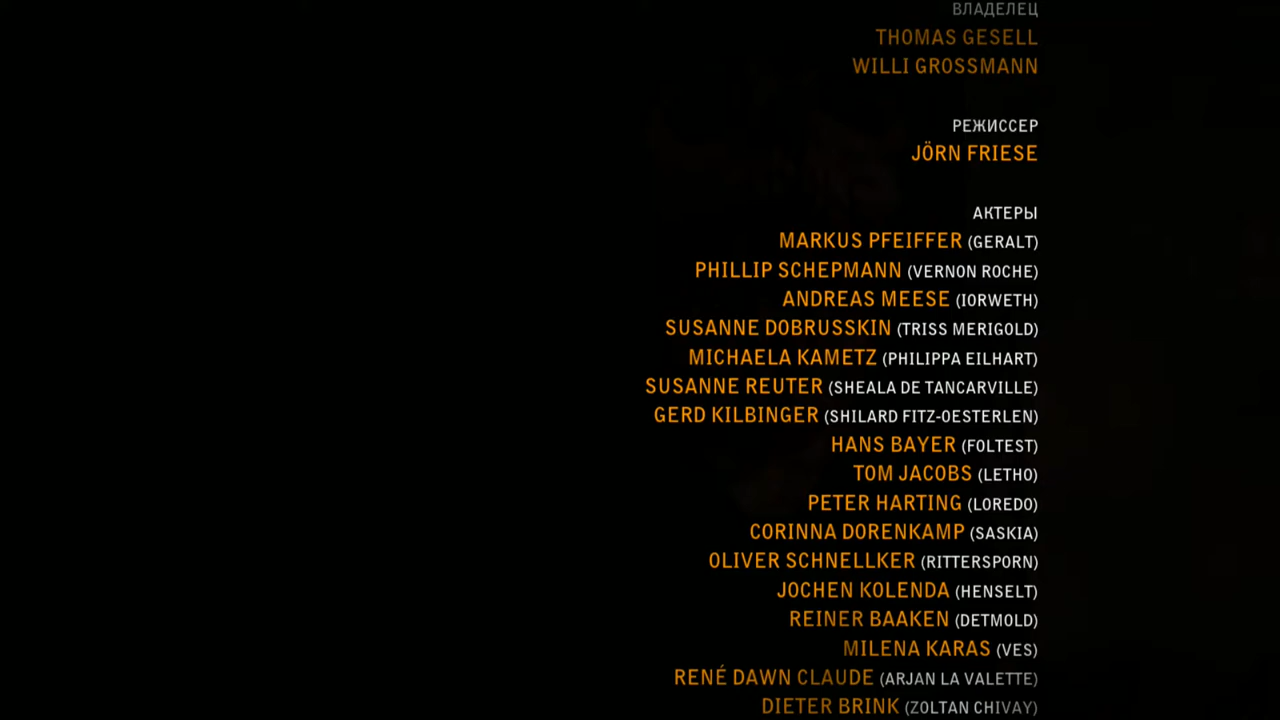 ВЛАДЕЛЕЦ
THOMAS GESELL
WILLI GROSSMANN
РЕЖИССЕР
JÖRN FRIESE
АКТЕРЫ
MARKUS PFEIFFER (GERALT)
PHILLIP SCHEPMANN (VERNON ROCHE)
ANDREAS MEESE (IORWETH)
SUSANNE DOBRUSSKIN (TRISS MERIGOLD)
MICHAELA KAMETZ (PHILIPPA EILHART)
SUSANNE REUTER (SHEALA DE TANCARVILLE)
GERD KILBINGER (SHILARD FITZ-OESTERLEN)
HANS BAYER (FOLTEST)
TOM JACOBS (LETHO)
PETER HARTING (LOREDO)
CORINNA DORENKAMP (SASKIA)
OLIVER SCHNELLKER (RITTERSPORN)
JOCHEN KOLENDA (HENSELT)
REINER BAAKEN (DETMOLD)
MILENA KARAS (VES)
RENÉ DAWN CLAUDE (ARJAN LA VALETTE)
DIETER BRINK (ZOLTAN CHIVAY)